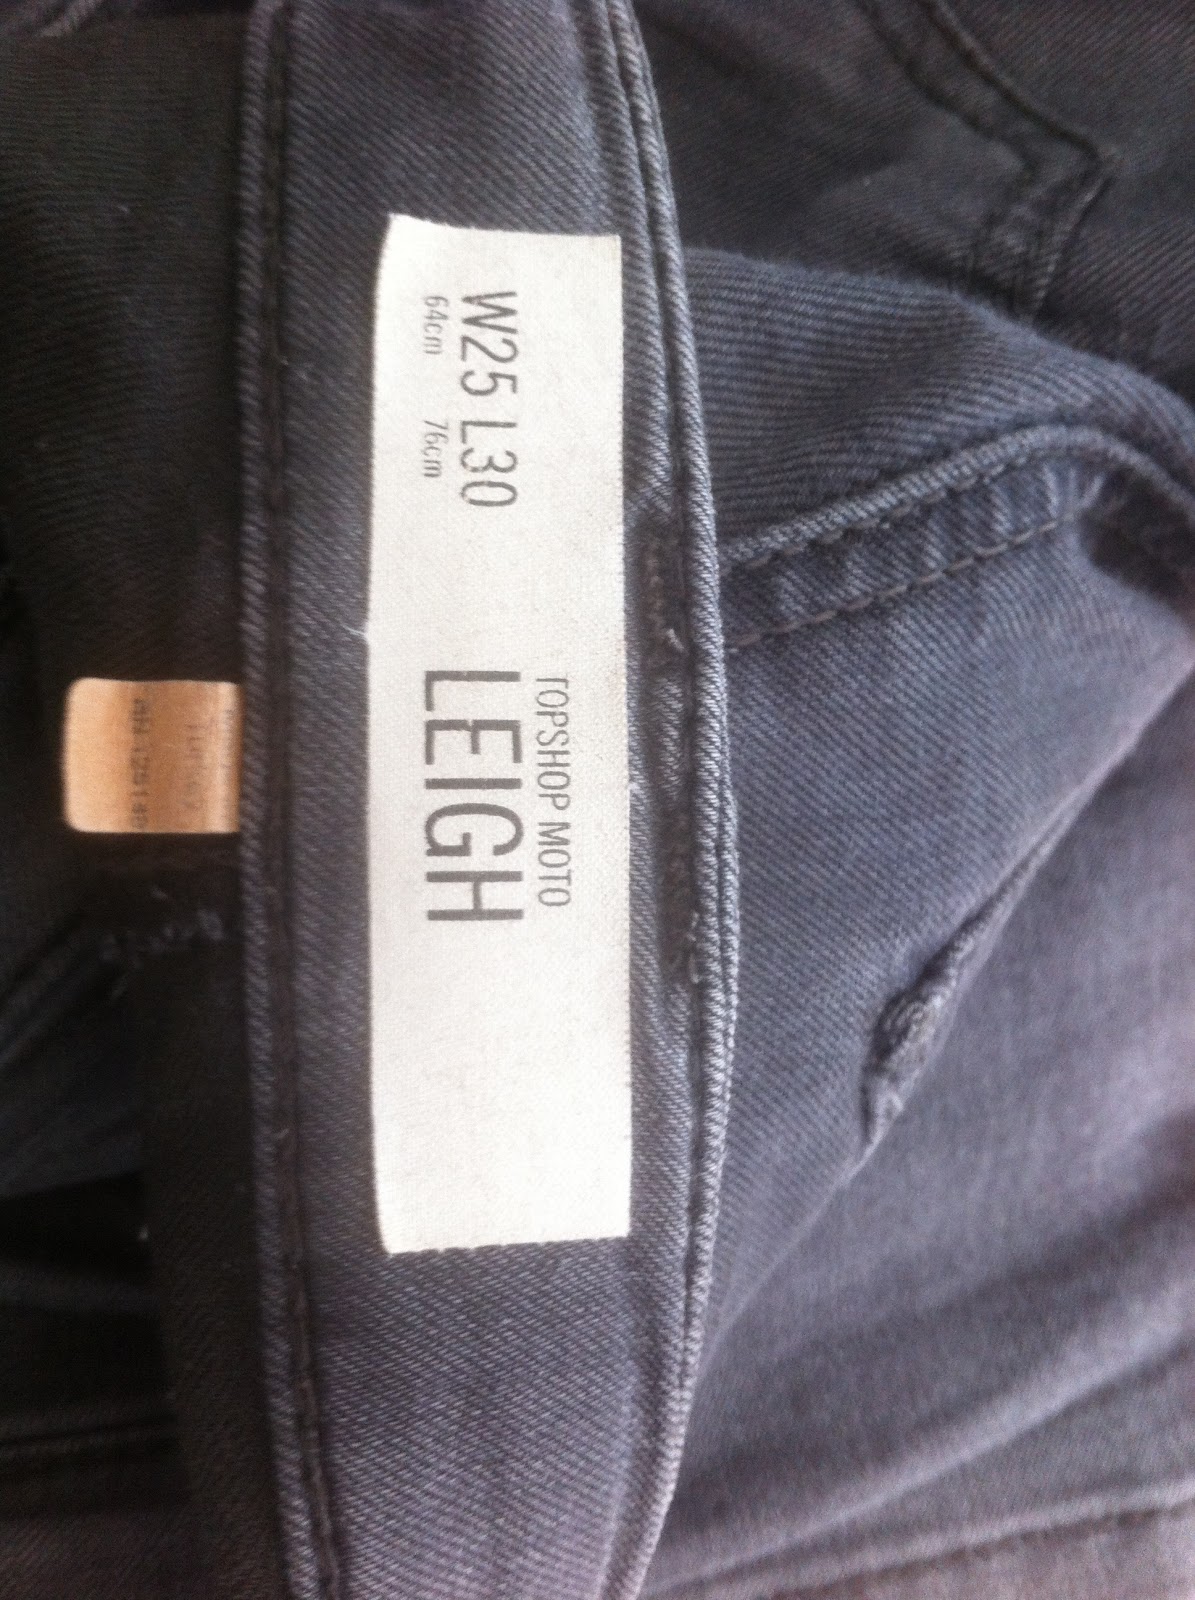 TOPSHOP MOTO
LEIGH
W25 L30
64cm 76cm